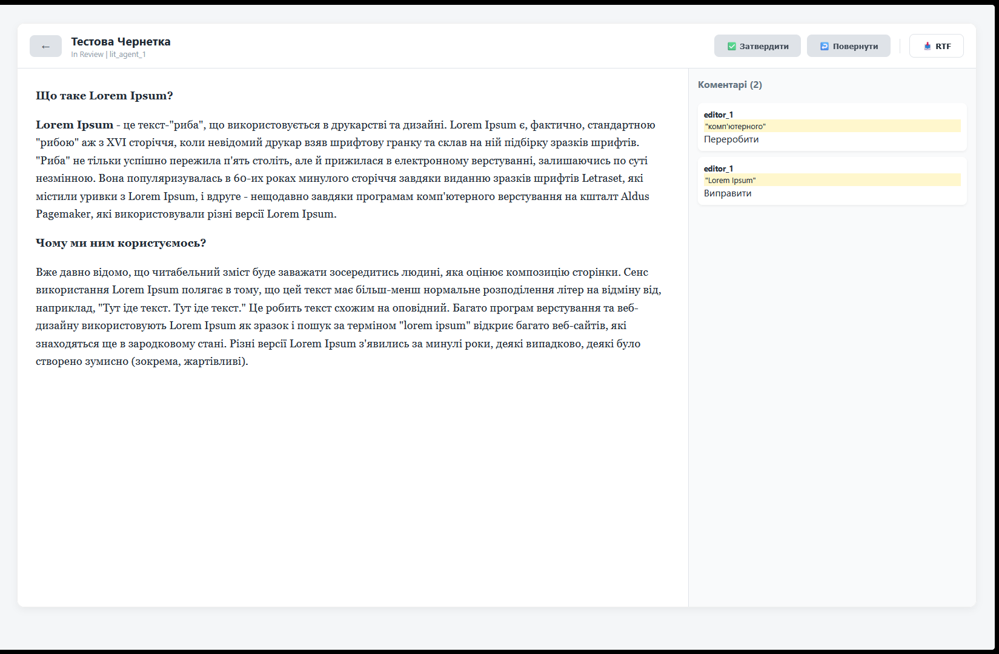 ←
Тестова Чернетка
In Review | lit_agent_1
✅ Затвердити
↩️ Повернути
📥 RTF
Що таке Lorem Ipsum?
Lorem Ipsum - це текст-"риба", що використовується в друкарстві та дизайні. Lorem Ipsum є, фактично, стандартною
"рибою" аж з XVI сторіччя, коли невідомий друкар взяв шрифтову гранку та склав на ній підбірку зразків шрифтів.
"Риба" не тільки успішно пережила п'ять століть, але й прижилася в електронному верстуванні, залишаючись по суті
незмінною. Вона популяризувалась в 60-их роках минулого сторіччя завдяки виданню зразків шрифтів Letraset, які
містили уривки з Lorem Ipsum, і вдруге - нещодавно завдяки програмам комп'ютерного верстування на кшталт Aldus
Pagemaker, які використовували різні версії Lorem Ipsum.
Чому ми ним користуємось?
Вже давно відомо, що читабельний зміст буде заважати зосередитись людині, яка оцінює композицію сторінки. Сенс
використання Lorem Ipsum полягає в тому, що цей текст має більш-менш нормальне розподілення літер на відміну від,
наприклад, "Тут іде текст. Тут іде текст." Це робить текст схожим на оповідний. Багато програм верстування та веб-
дизайну використовують Lorem Ipsum як зразок і пошук за терміном "lorem ipsum" відкриє багато веб-сайтів, які
знаходяться ще в зародковому стані. Різні версії Lorem Ipsum з'явились за минулі роки, деякі випадково, деякі було
створено зумисно (зокрема, жартівливі).
Коментарі (2)
editor_1
"комп'ютерного"
Переробити
editor_1
"Lorem Ipsum"
Виправити